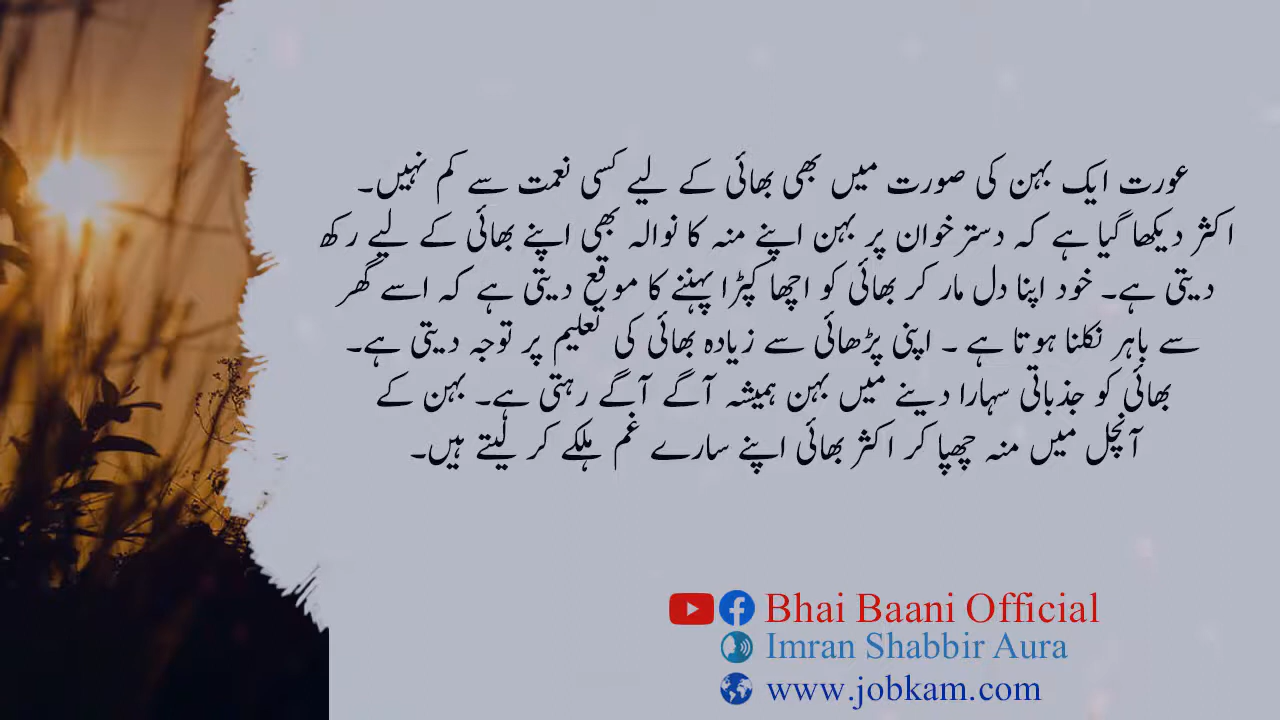 عورت ایک بہن کی صورت میں بھی بھائی کے لیے کسی نعمت سے کم نہیں۔
اکثر دیکھا گیا ہے کہ دسترخوان پر بہن اپنے منہ کا نوالہ بھی اپنے بھائی کے لیے رکھ
دیتی ہے۔ خود اپنا دل مار کر بھائی کو اچھا کپڑا پہننے کا موقع دیتی ہے کہ اسے گھر
سے باہر نکلنا ہوتا ہے ۔ اپنی پڑھائی سے زیادہ بھائی کی تعلیم پر توجہ دیتی ہے۔
بھائی کو جذباتی سہارا دینے میں بہن ہمیشہ آگے آگے رہتی ہے۔ بہن کے
آنچل میں منہ چھپا کر اکثر بھائی اپنے سارے غم ہلکے کر لیتے ہیں۔
Bhai Baani Official
Imran Shabbir Aura
www.jobkam.com